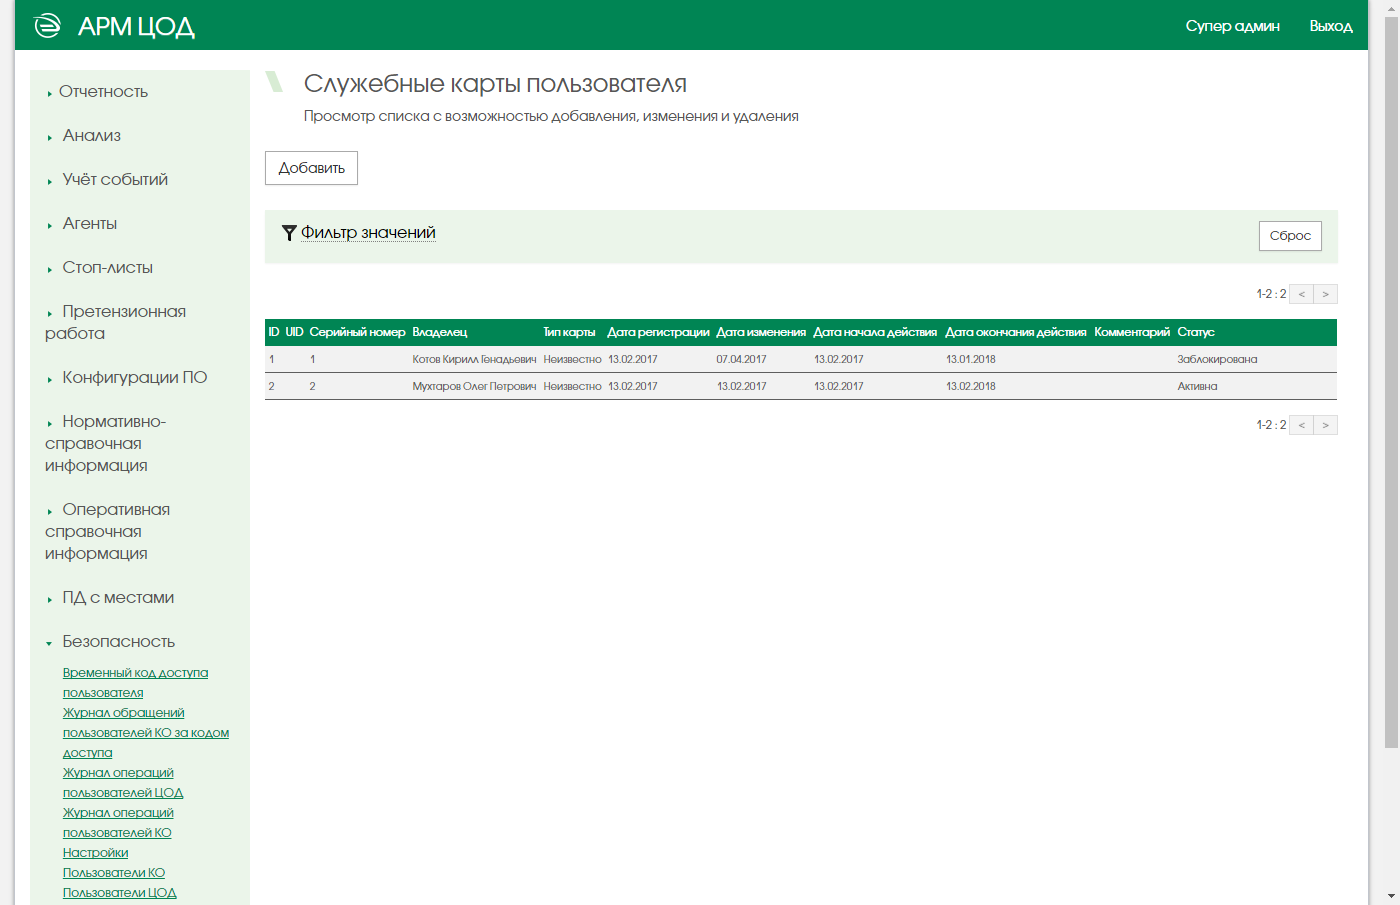 АРМ ЦОД
Супер админ Выход
Отчетность
Анализ
Учёт событий
Агенты
Стоп-листы
Претензионная
работа
Конфигурации ПО
Нормативно-
справочная
информация
Оперативная
справочная
информация
ПД с местами
Безопасность
Временный код доступа
пользователя
Журнал обращений
пользователей КО за кодом
доступа
Журнал операций
пользователей ЦОД
Журнал операций
пользователей КО
Настройки
Пользователи КО
Пользователи ЦОД
Служебные карты пользователя
Просмотр списка с возможностью добавления, изменения и удаления
Добавить
Фильтр значений
Сброс
1-2 : 2 < >
ID UID Серийный номер Владелец Тип карты Дата регистрации Дата изменения Дата начала действия Дата окончания действия Комментарий Статус
1 1 Котов Кирилл Генадьевич Неизвестно 13.02.2017 07.04.2017 13.02.2017 13.01.2018 Заблокирована
2 2 Мухтаров Олег Петрович Неизвестно 13.02.2017 13.02.2017 13.02.2017 13.02.2018 Активна
1-2 : 2 < >